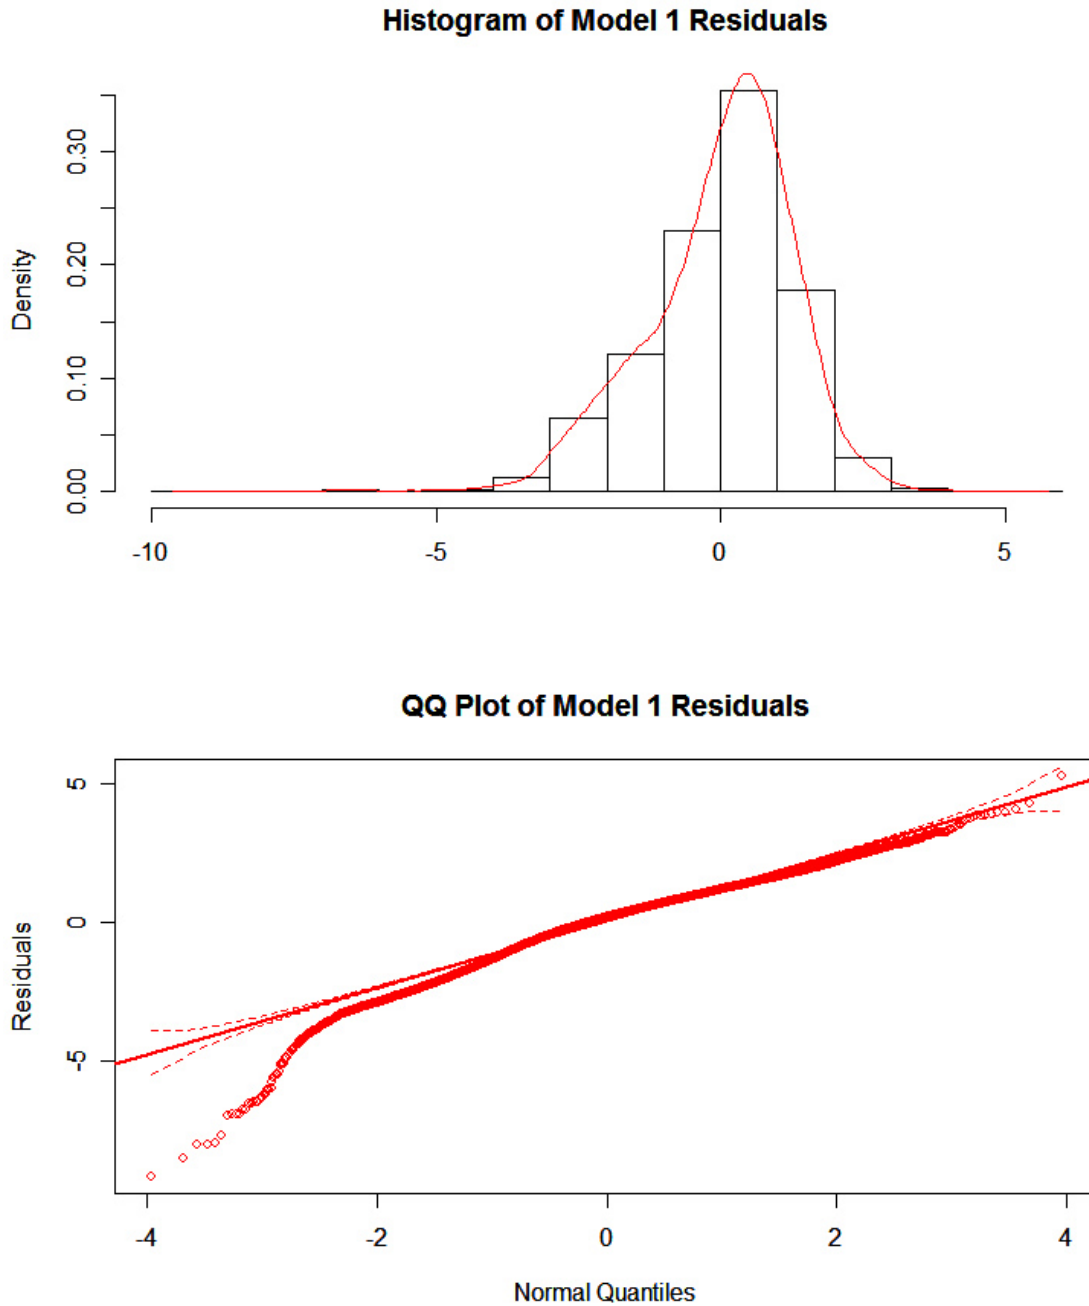 Histogram of Model 1 Residuals
Density
0.30
0.20
0.10
0.00
-10 -5 0 5
QQ Plot of Model 1 Residuals
Residuals
5
0
-5
-4 -2 0 2 4
Normal Quantiles